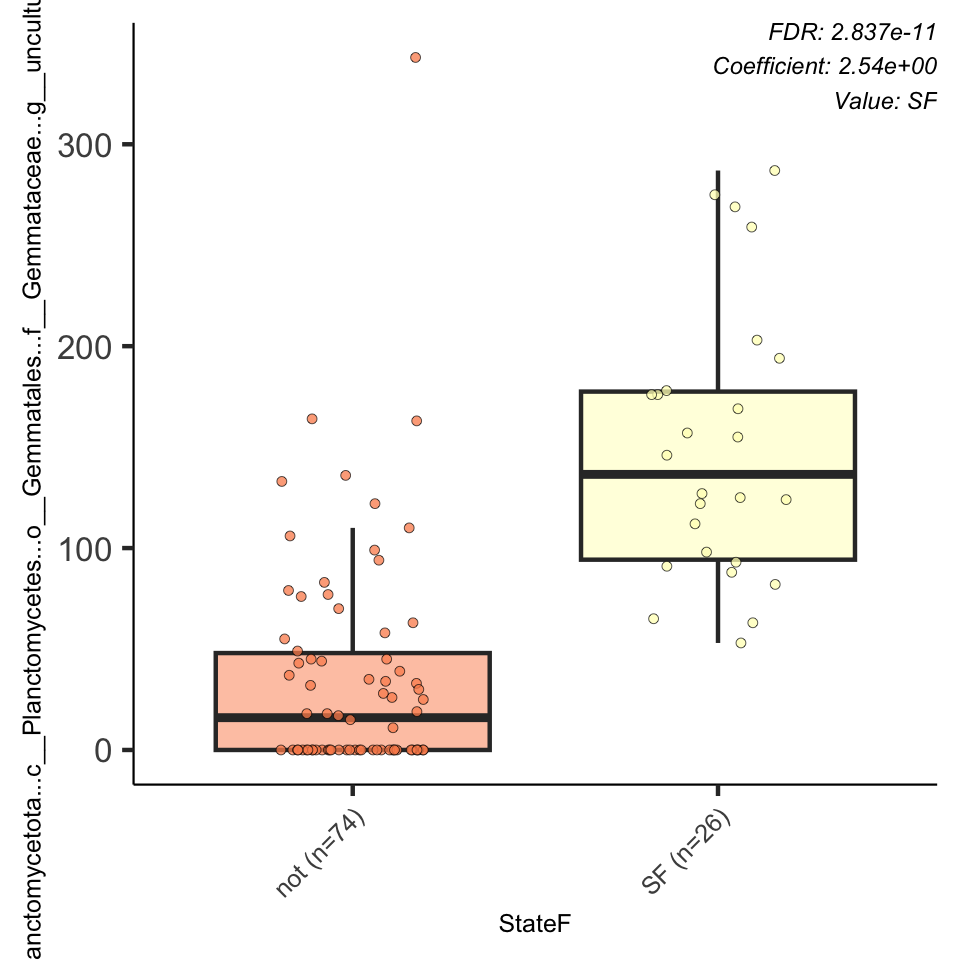 FDR: 2.837e-11
Coefficient: 2.54e+00
Value: SF
anctomycetota...c__Planctomycetes...o__Gemmatales...f__Gemmataceae...g__uncultu
300
200
100
0
not (n=74)
SF (n=26)
StateF